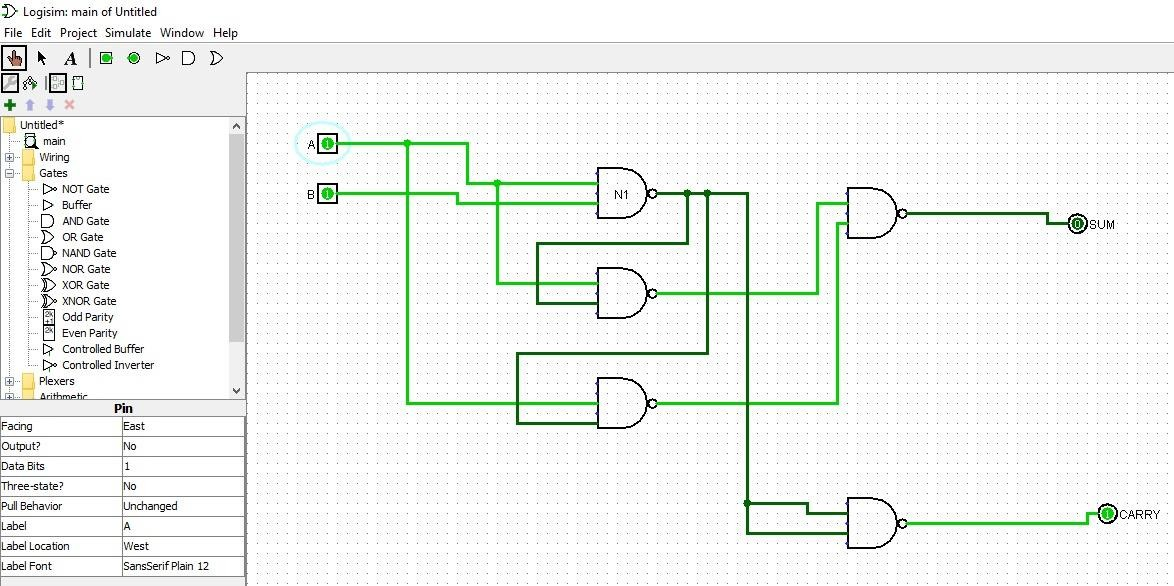 Logisim: main of Untitled
File Edit Project Simulate Window Help
A
Untitled*
main
Wiring
Gates
NOT Gate
Buffer
AND Gate
OR Gate
NAND Gate
NOR Gate
XOR Gate
XNOR Gate
Odd Parity
Even Parity
Controlled Buffer
Controlled Inverter
Plexers
Arithmetic
Pin
Facing East
Output? No
Data Bits 1
Three-state? No
Pull Behavior Unchanged
Label A
Label Location West
Label Font SansSerif Plain 12
A 1
B 1
N1
0 SUM
1 CARRY